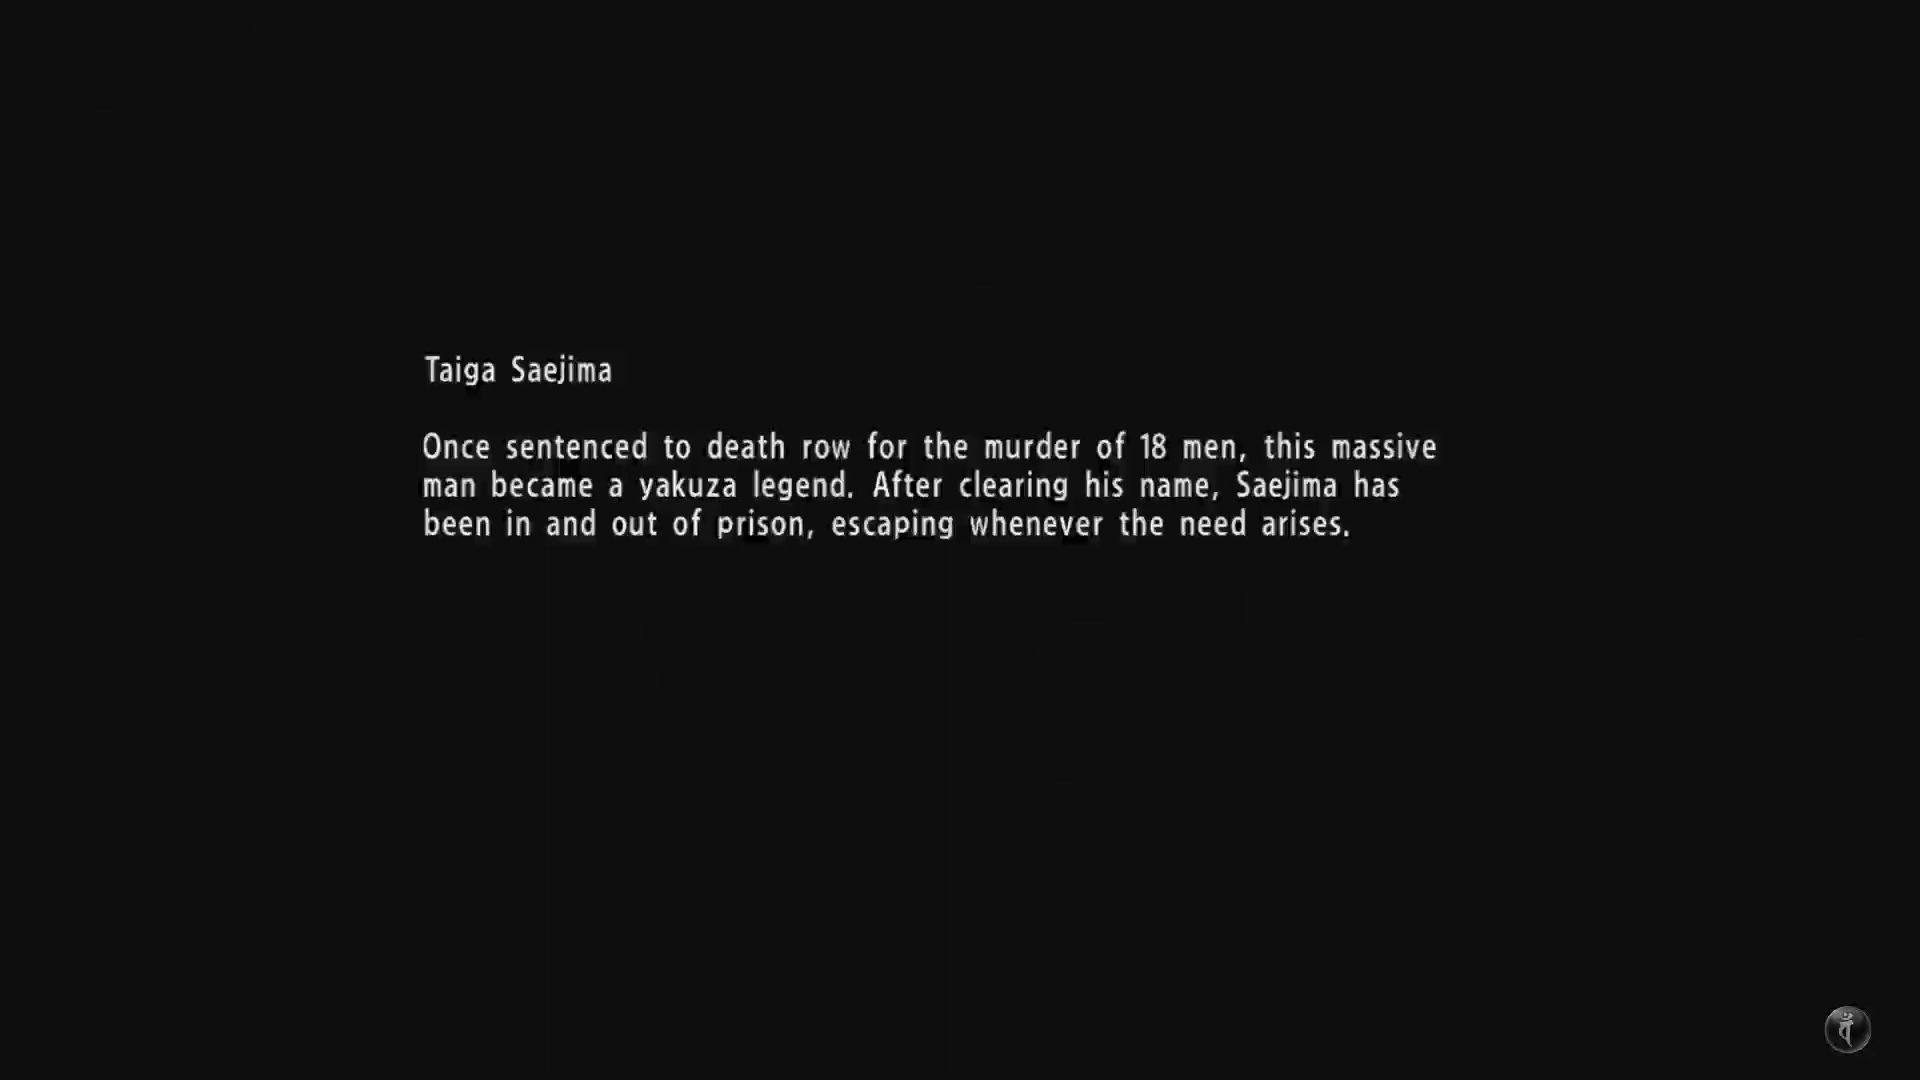 Taiga Saejima
Once sentenced to death row for the murder of 18 men, this massive
man became a yakuza legend. After clearing his name, Saejima has
been in and out of prison, escaping whenever the need arises.